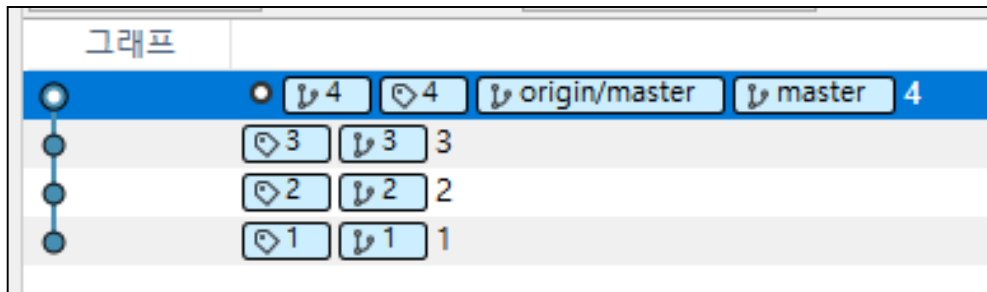 그래프
4 4 origin/master master 4
3 3 3
2 2 2
1 1 1